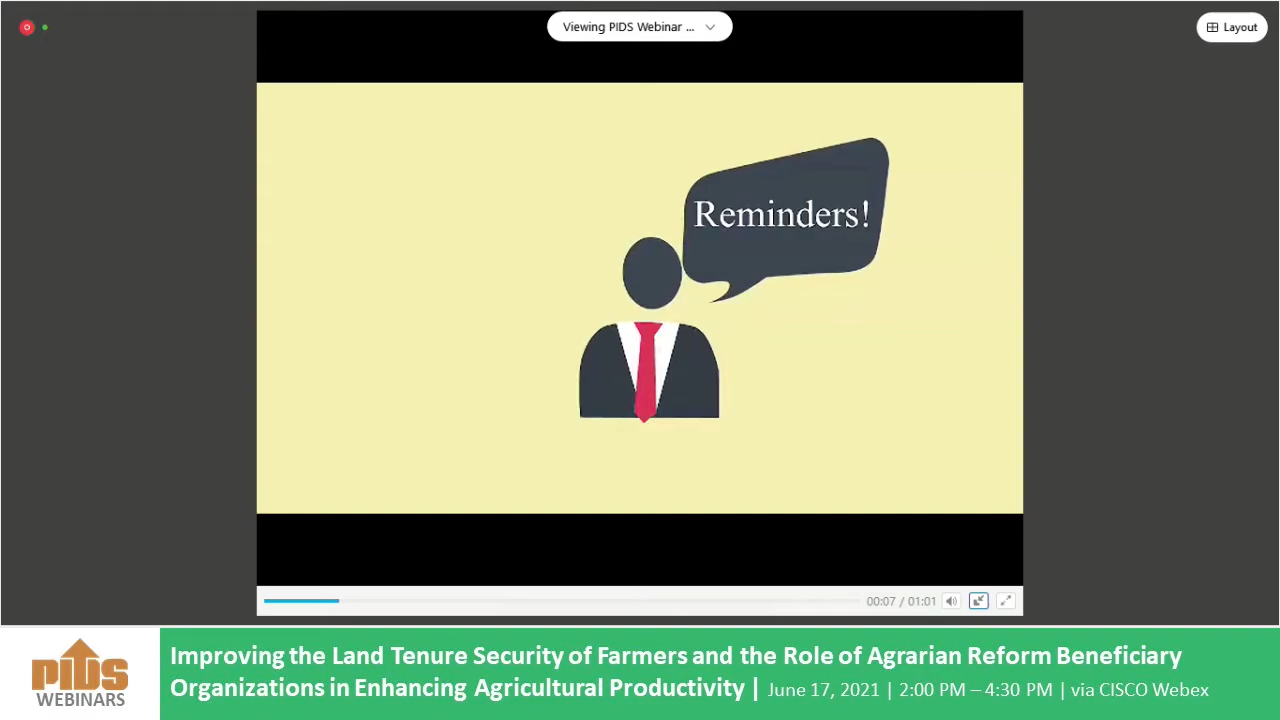 Viewing PIDS Webinar ...
Layout
Reminders!
00:07 / 01:01
PIDS
WEBINARS
Improving the Land Tenure Security of Farmers and the Role of Agrarian Reform Beneficiary
Organizations in Enhancing Agricultural Productivity | June 17, 2021 | 2:00 PM – 4:30 PM | via CISCO Webex